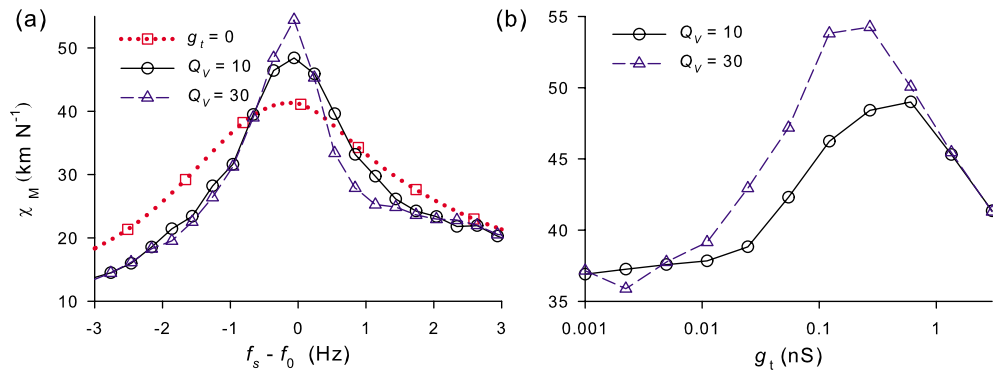 (a)
g_t = 0
Q_V = 10
Q_V = 30
χ_M (km N⁻¹)
50
40
30
20
10
-3 -2 -1 0 1 2 3
f_s - f_0 (Hz)
(b)
Q_V = 10
Q_V = 30
55
50
45
40
35
0.001 0.01 0.1 1
g_t (nS)